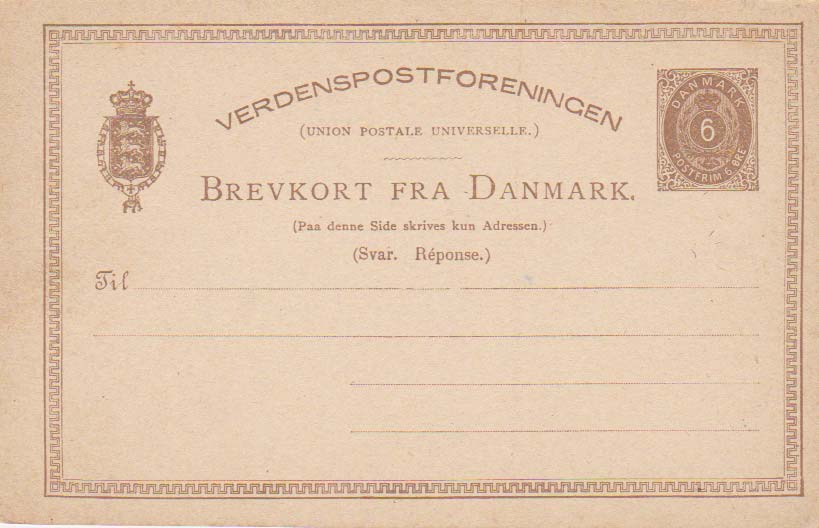 VERDENSPOSTFORENINGEN
(UNION POSTALE UNIVERSELLE.)
BREVKORT FRA DANMARK.
(Paa denne Side skrives kun Adressen.)
(Svar. Réponse.)
Til
DANMARK
6
POSTFRIM. 6 ØRE